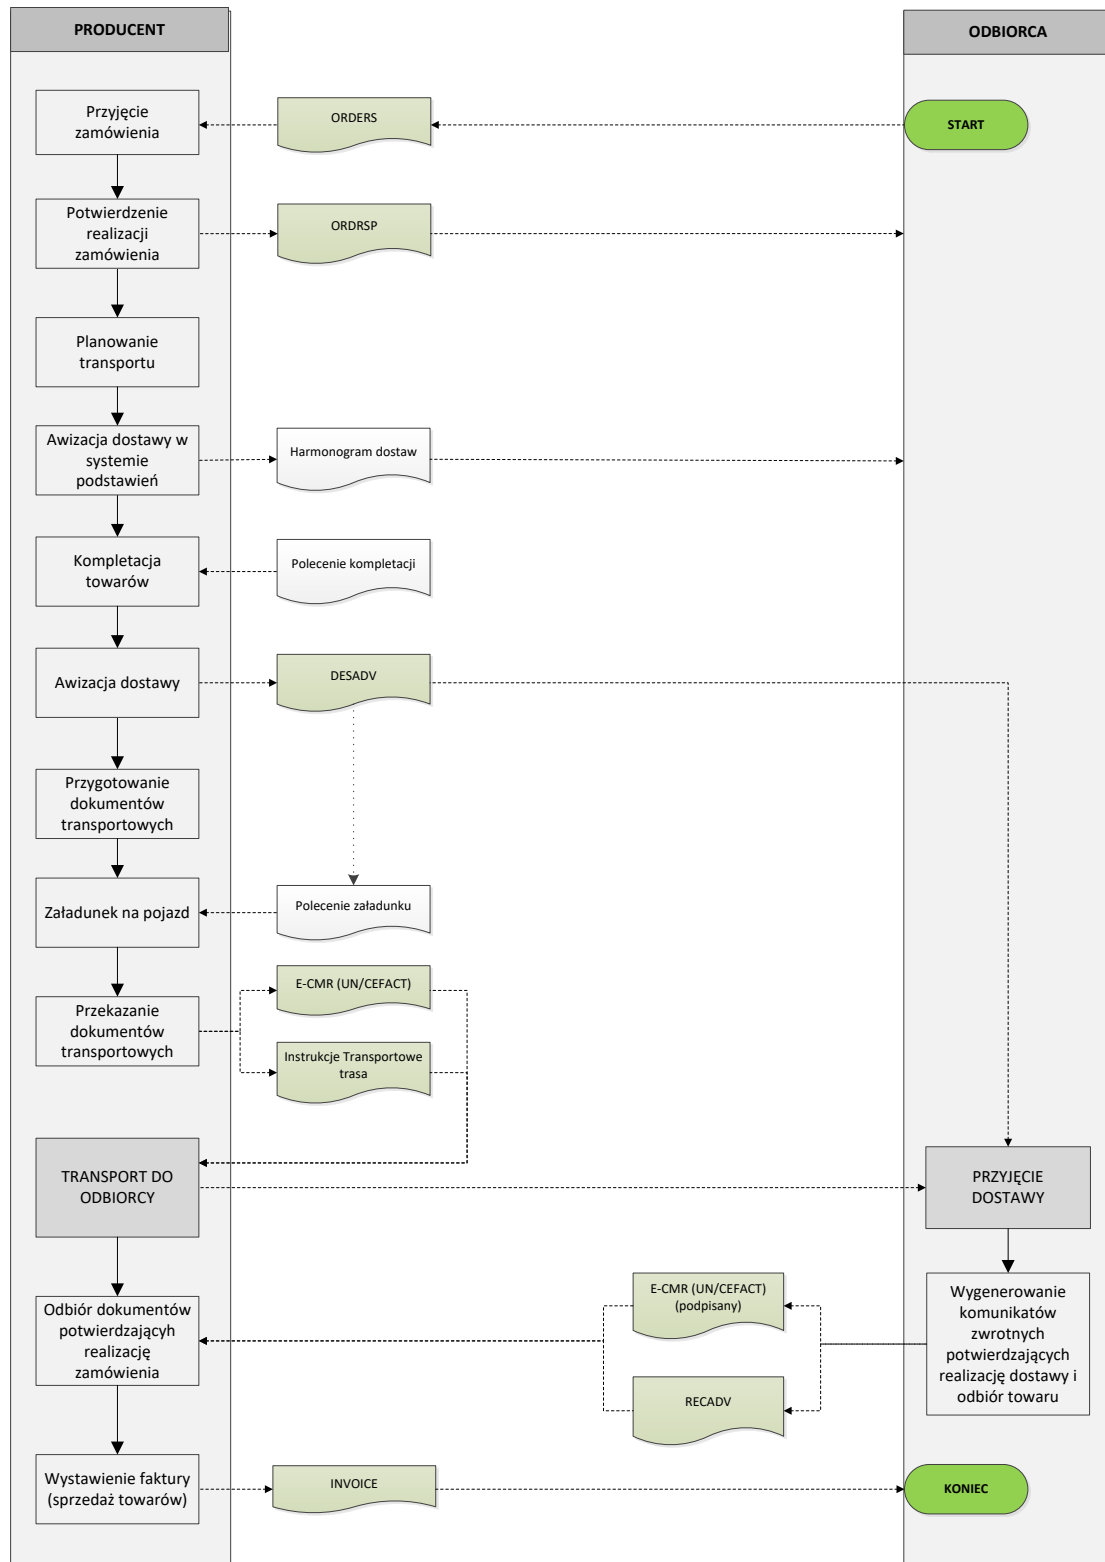 PRODUCENT
ODBIORCA
Przyjęcie
zamówienia
ORDERS
START
Potwierdzenie
realizacji
zamówienia
ORDRSP
Planowanie
transportu
Awizacja dostawy w
systemie
podstawień
Harmonogram dostaw
Kompletacja
towarów
Polecenie kompletacji
Awizacja dostawy
DESADV
Przygotowanie
dokumentów
transportowych
Załadunek na pojazd
Polecenie załadunku
Przekazanie
dokumentów
transportowych
E-CMR (UN/CEFACT)
Instrukcje Transportowe
trasa
TRANSPORT DO
ODBIORCY
PRZYJĘCIE
DOSTAWY
Odbiór dokumentów
potwierdzającyh
realizację
zamówienia
E-CMR (UN/CEFACT)
(podpisany)
RECADV
Wygenerowanie
komunikatów
zwrotnych
potwierdzających
realizację dostawy i
odbiór towaru
Wystawienie faktury
(sprzedaż towarów)
INVOICE
KONIEC